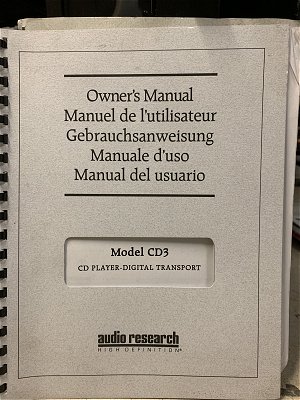 Owner's Manual
Manuel de l'utilisateur
Gebrauchsanweisung
Manuale d'uso
Manual del usuario
Model CD3
CD PLAYER-DIGITAL TRANSPORT
audio research
HIGH DEFINITION®